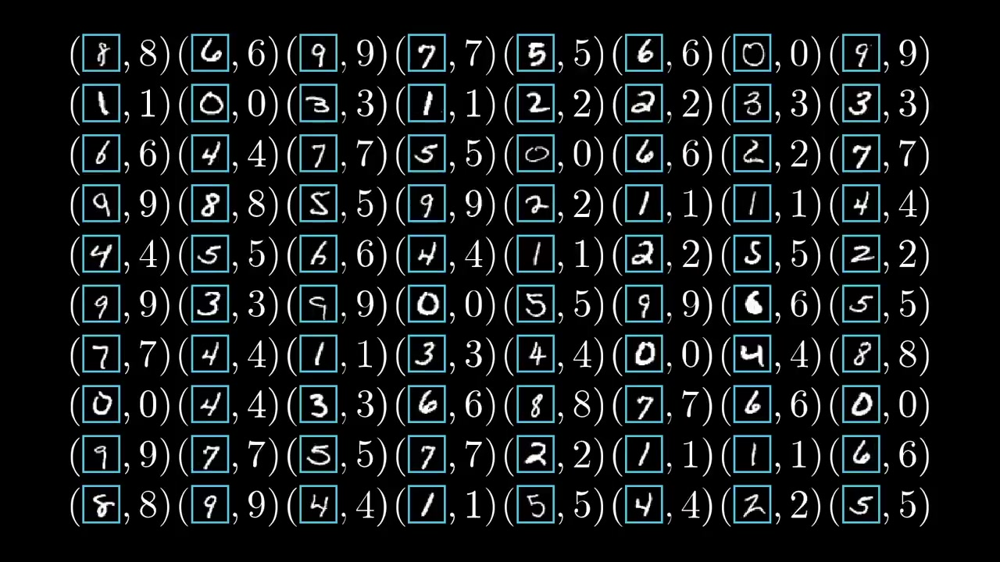 (8, 8) (6, 6) (9, 9) (7, 7) (5, 5) (6, 6) (0, 0) (9, 9)
(1, 1) (0, 0) (3, 3) (1, 1) (2, 2) (2, 2) (3, 3) (3, 3)
(6, 6) (4, 4) (7, 7) (5, 5) (0, 0) (6, 6) (2, 2) (7, 7)
(9, 9) (8, 8) (5, 5) (9, 9) (2, 2) (1, 1) (1, 1) (4, 4)
(4, 4) (5, 5) (6, 6) (4, 4) (1, 1) (2, 2) (5, 5) (2, 2)
(9, 9) (3, 3) (9, 9) (0, 0) (5, 5) (9, 9) (6, 6) (5, 5)
(7, 7) (4, 4) (1, 1) (3, 3) (4, 4) (0, 0) (4, 4) (8, 8)
(0, 0) (4, 4) (3, 3) (6, 6) (8, 8) (7, 7) (6, 6) (0, 0)
(9, 9) (7, 7) (5, 5) (7, 7) (2, 2) (1, 1) (1, 1) (6, 6)
(8, 8) (9, 9) (4, 4) (1, 1) (5, 5) (4, 4) (2, 2) (5, 5)